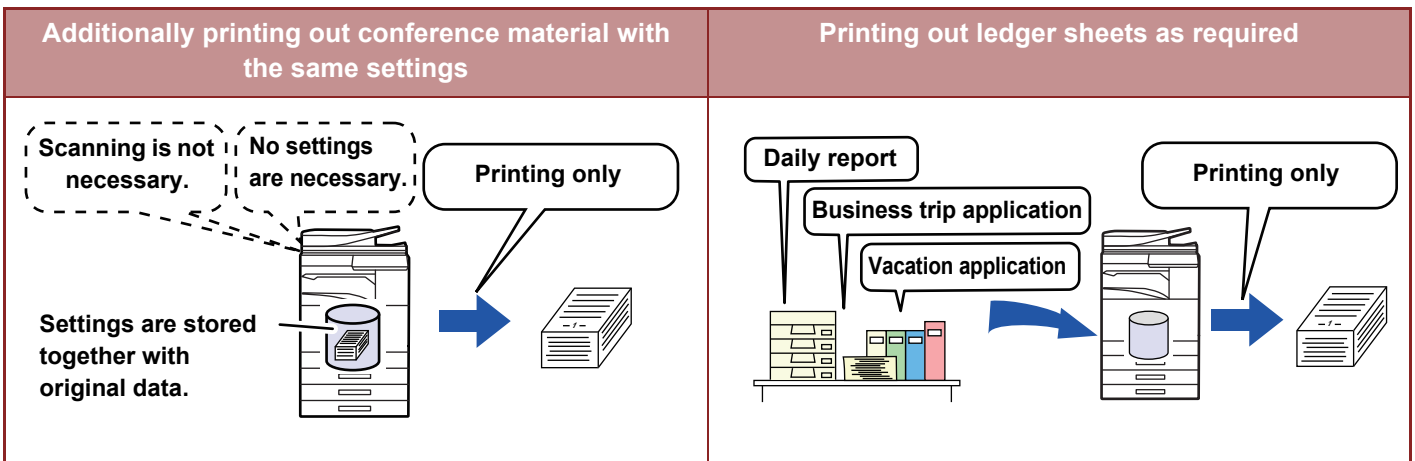 Additionally printing out conference material with
the same settings
Printing out ledger sheets as required
Scanning is not
necessary.
No settings
are necessary.
Printing only
Settings are stored
together with
original data.
-1-
Daily report
Business trip application
Vacation application
Printing only
-1-